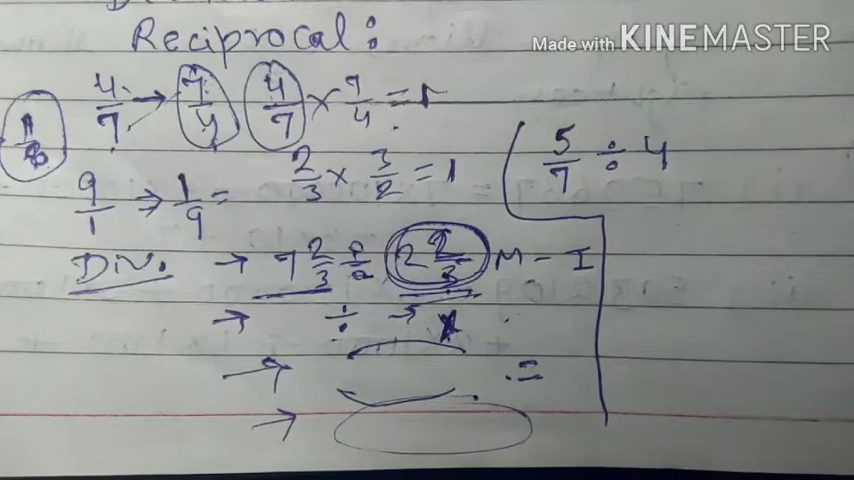 Reciprocal:
Made with KINEMASTER
4/7 → 7/4 4/7 × 7/4 = 1
5/7 ÷ 4
9/1 → 1/9 = 2/3 × 3/2 = 1
Div. → 7 2/3 ÷ 2 2/3 M - I
→ ÷ →
→ =
→